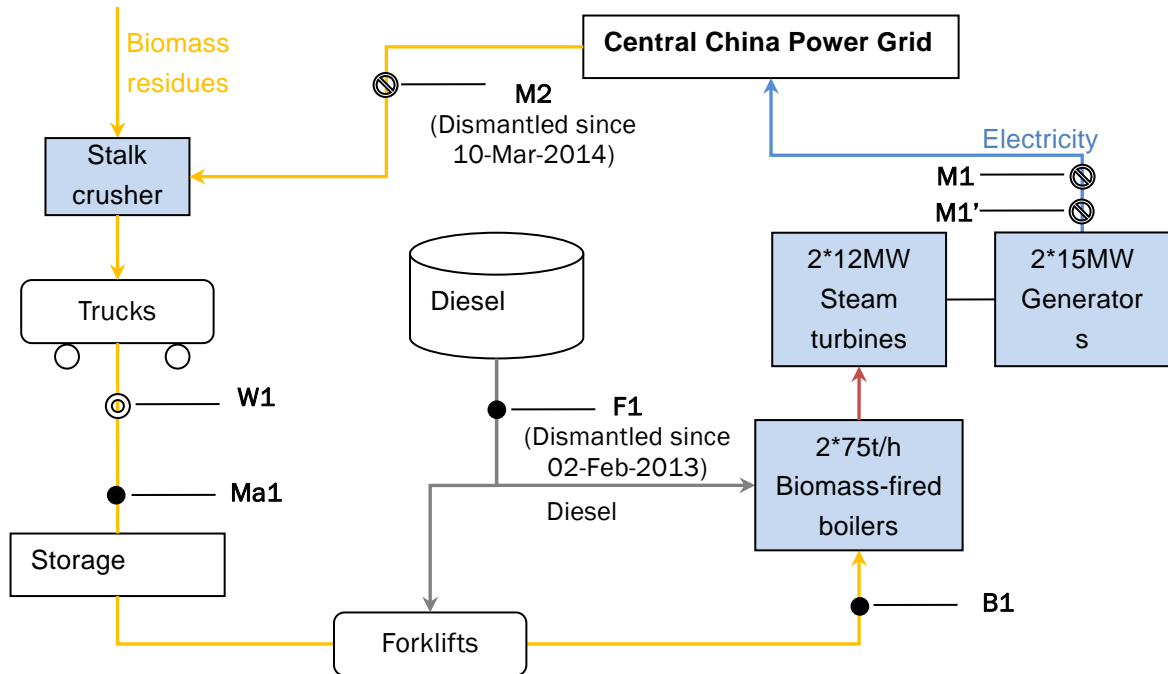 Biomass
residues
Central China Power Grid
M2
(Dismantled since
10-Mar-2014)
Stalk
crusher
Electricity
M1
M1’
Trucks
Diesel
2*12MW
Steam
turbines
2*15MW
Generator
s
W1
F1
(Dismantled since
02-Feb-2013)
Ma1
Diesel
2*75t/h
Biomass-fired
boilers
Storage
B1
Forklifts